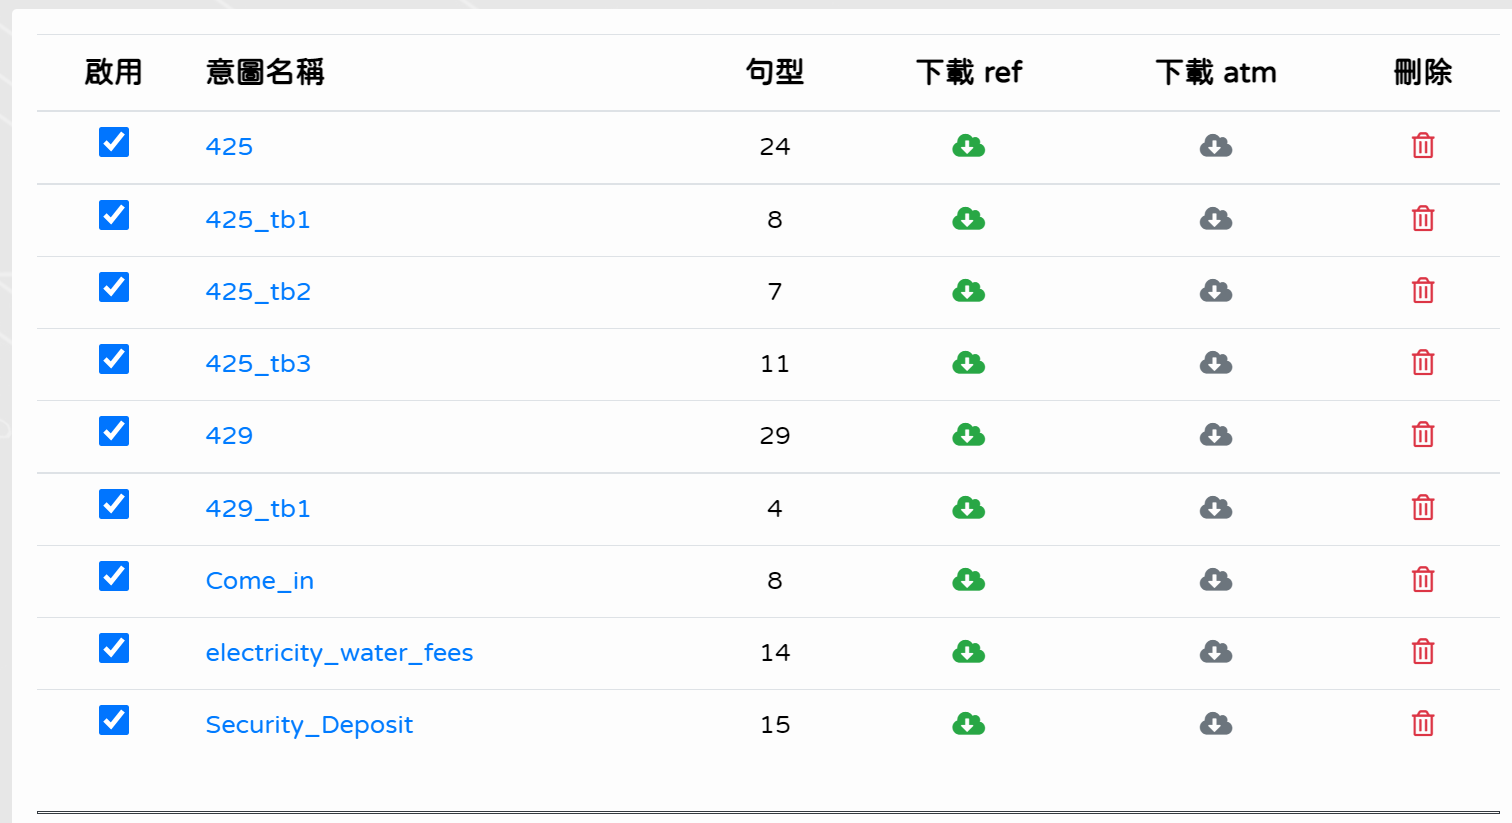 啟用 意圖名稱 句型 下載 ref 下載 atm 刪除
425 24
425_tb1 8
425_tb2 7
425_tb3 11
429 29
429_tb1 4
Come_in 8
electricity_water_fees 14
Security_Deposit 15